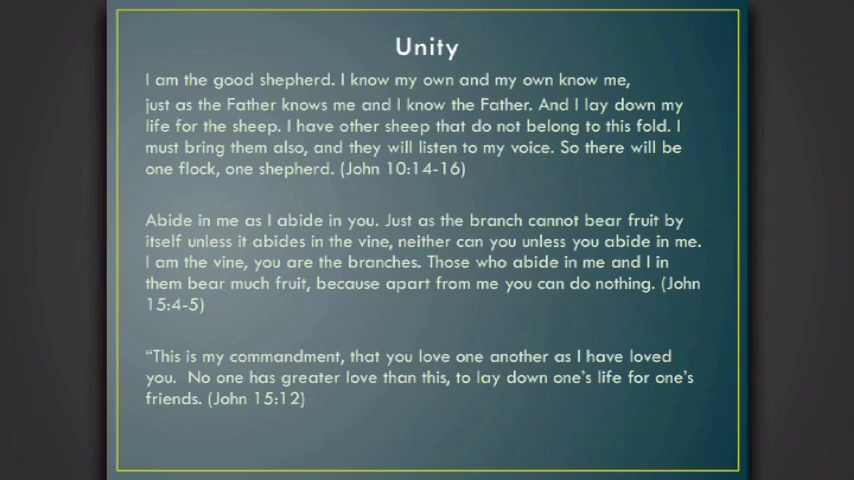 Unity
I am the good shepherd. I know my own and my own know me,
just as the Father knows me and I know the Father. And I lay down my
life for the sheep. I have other sheep that do not belong to this fold. I
must bring them also, and they will listen to my voice. So there will be
one flock, one shepherd. (John 10:14-16)
Abide in me as I abide in you. Just as the branch cannot bear fruit by
itself unless it abides in the vine, neither can you unless you abide in me.
I am the vine, you are the branches. Those who abide in me and I in
them bear much fruit, because apart from me you can do nothing. (John
15:4-5)
“This is my commandment, that you love one another as I have loved
you.  No one has greater love than this, to lay down one’s life for one’s
friends. (John 15:12)